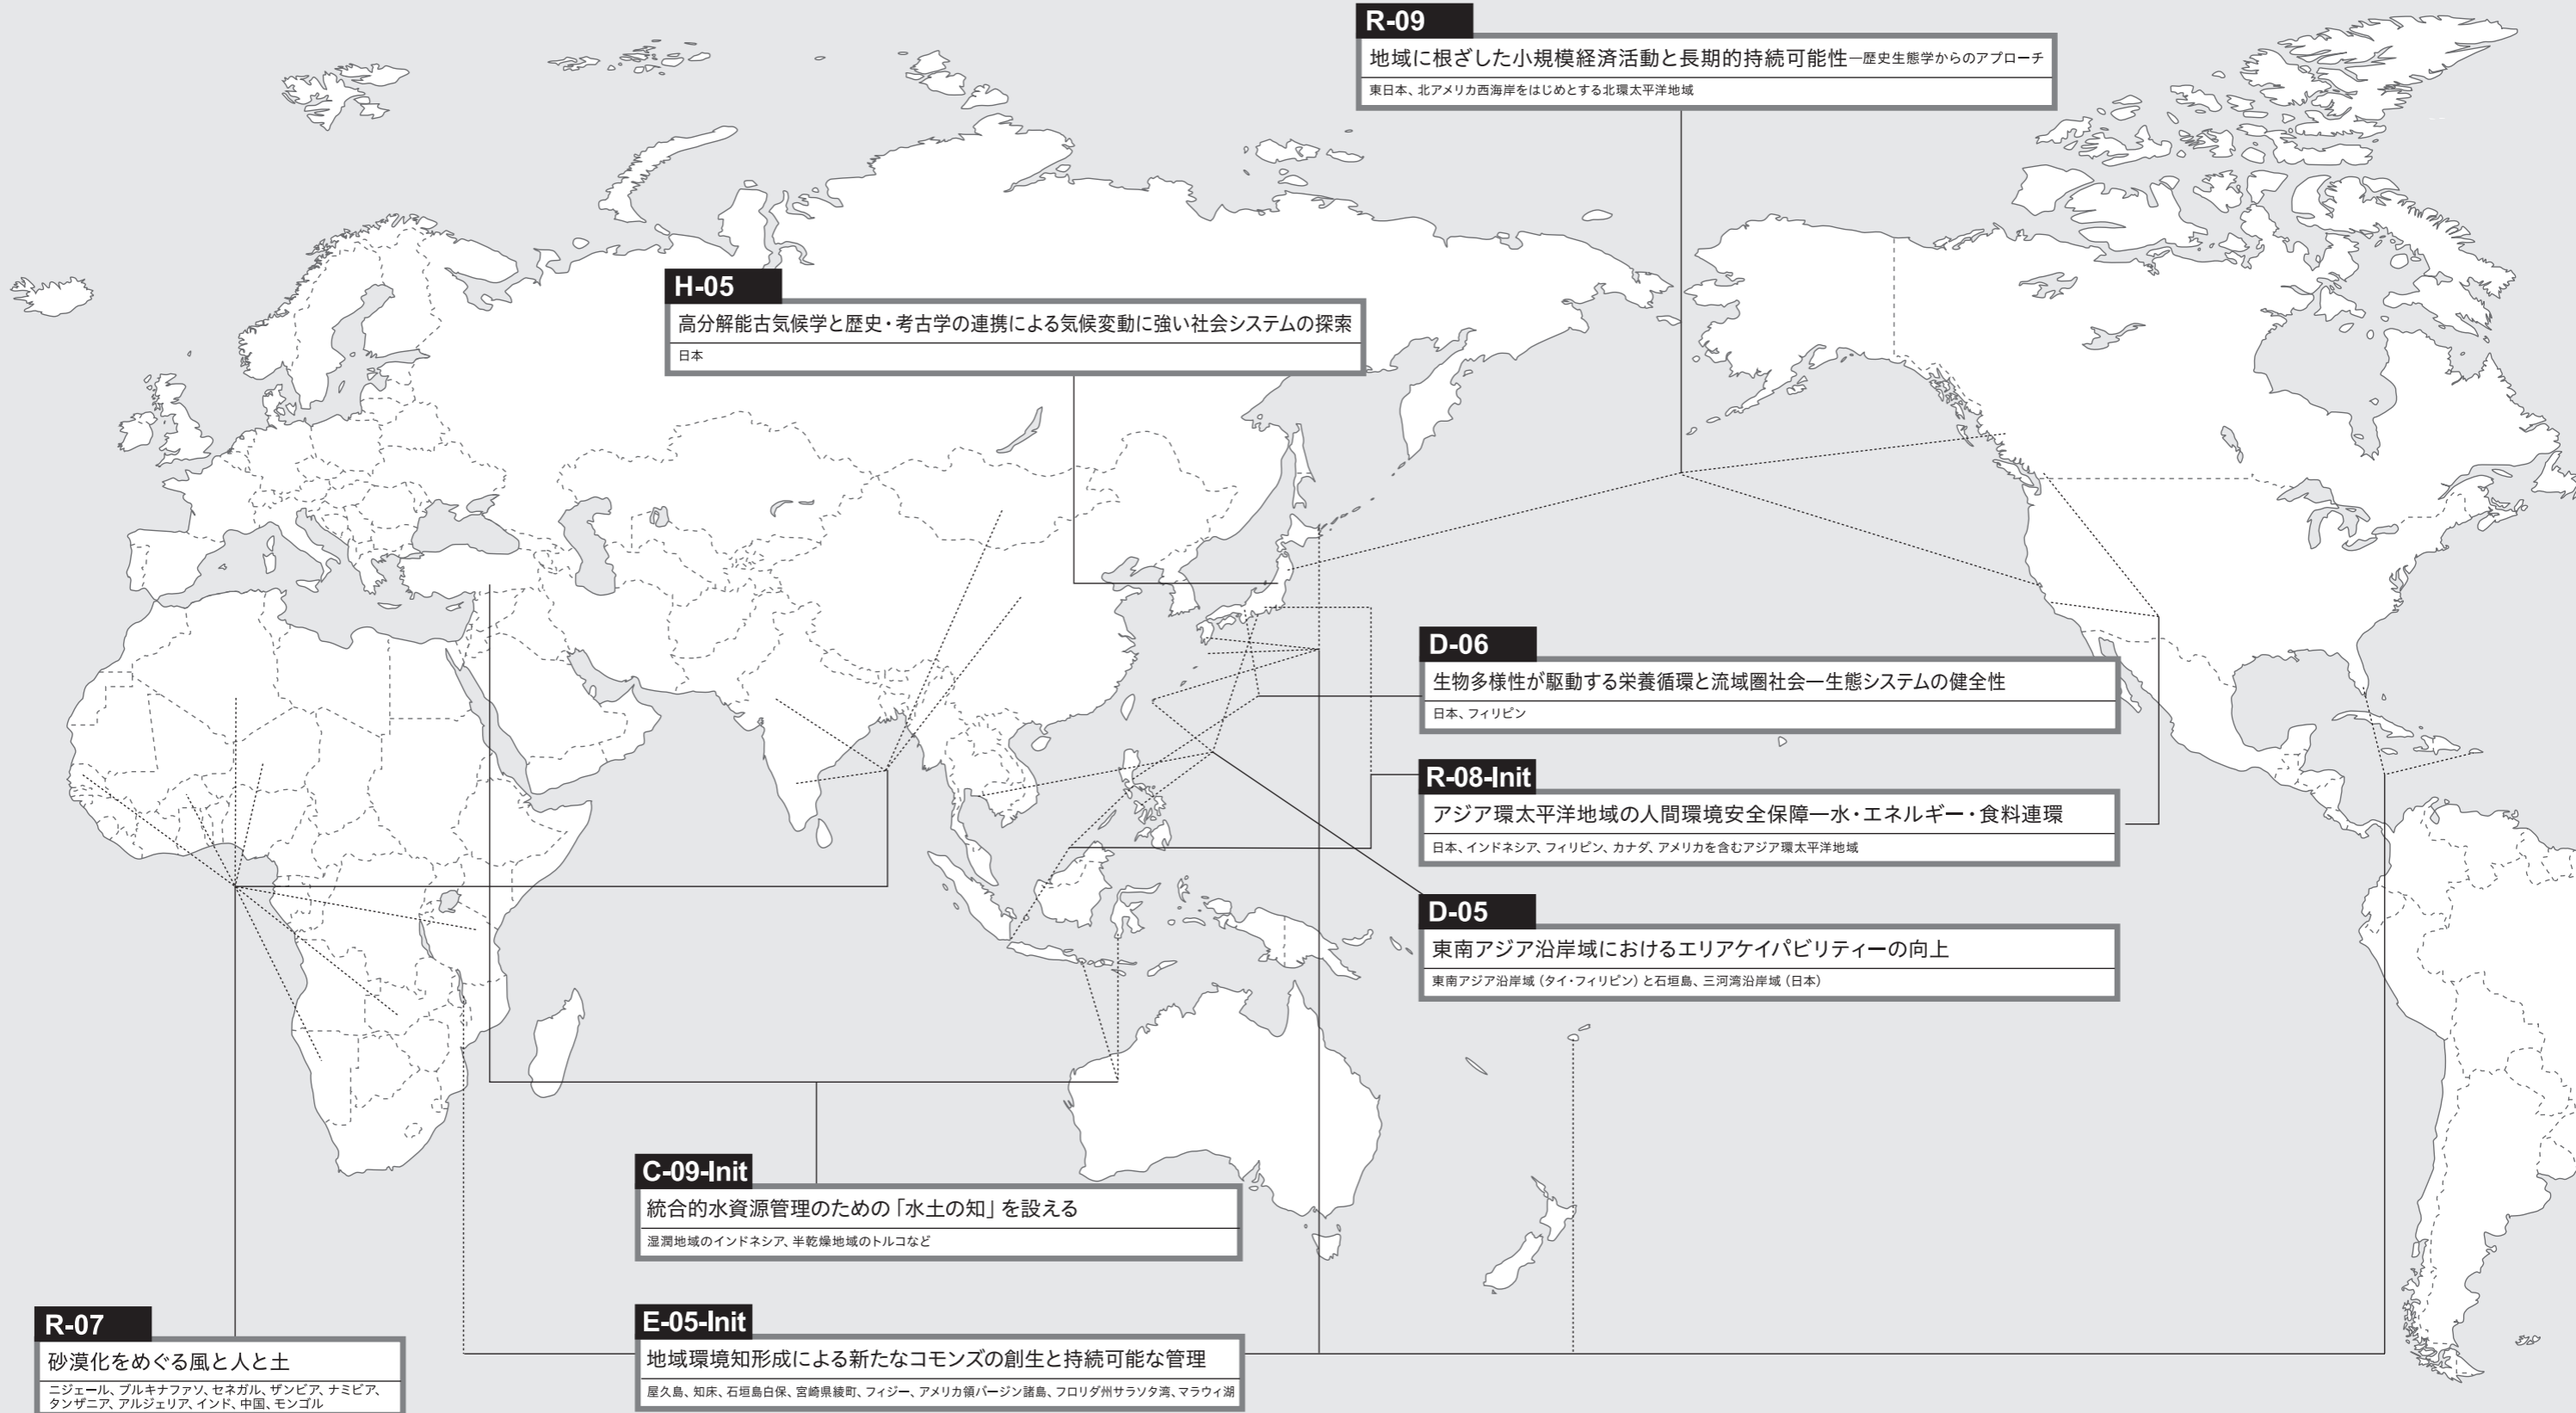 R-09
地域に根ざした小規模経済活動と長期的持続可能性―歴史生態学からのアプローチ
東日本、北アメリカ西海岸をはじめとする北環太平洋地域
H-05
高分解能古気候学と歴史・考古学の連携による気候変動に強い社会システムの探索
日本
D-06
生物多様性が駆動する栄養循環と流域圏社会―生態システムの健全性
日本、フィリピン
R-08-Init
アジア環太平洋地域の人間環境安全保障―水・エネルギー・食料連環
日本、インドネシア、フィリピン、カナダ、アメリカを含むアジア環太平洋地域
D-05
東南アジア沿岸域におけるエリアケイパビリティーの向上
東南アジア沿岸域（タイ・フィリピン）と石垣島、三河湾沿岸域（日本）
C-09-Init
統合的水資源管理のための「水土の知」を設える
湿潤地域のインドネシア、半乾燥地域のトルコなど
E-05-Init
地域環境知形成による新たなコモンズの創生と持続可能な管理
屋久島、知床、石垣島白保、宮崎県綾町、フィジー、アメリカ領バージン諸島、フロリダ州サラソタ湾、マラウィ湖
R-07
砂漠化をめぐる風と人と土
ニジェール、ブルキナファソ、セネガル、ザンビア、ナミビア、
タンザニア、アルジェリア、インド、中国、モンゴル